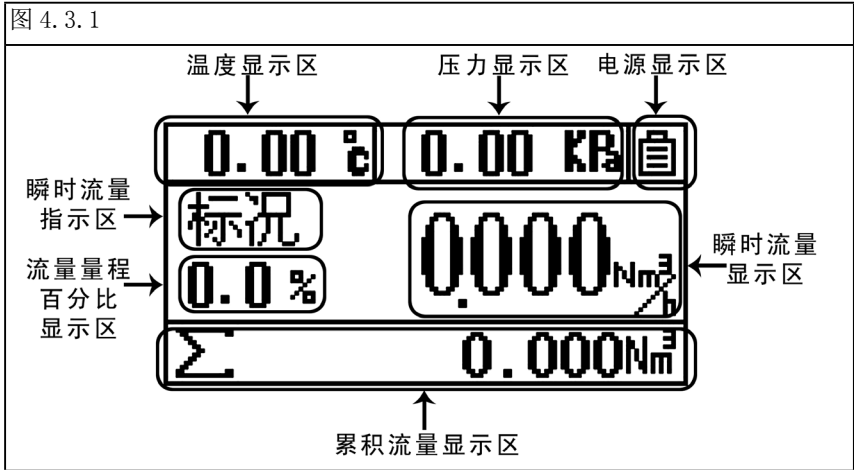 图 4.3.1
温度显示区 压力显示区 电源显示区
0.00 ℃ 0.00 KPa
瞬时流量
指示区
标况
0.000Nm³/h
瞬时流量
显示区
流量量程
百分比
显示区
0.0 %
∑ 0.000Nm³
累积流量显示区